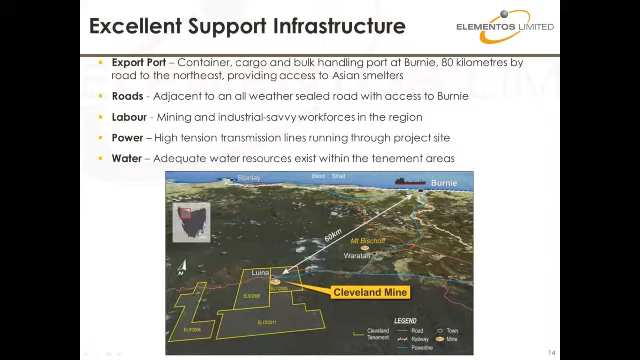 Excellent Support Infrastructure
ELEMENTOS LIMITED
Export Port – Container, cargo and bulk handling port at Burnie, 80 kilometres by
road to the northeast, providing access to Asian smelters
Roads - Adjacent to an all weather sealed road with access to Burnie
Labour - Mining and industrial-savvy workforces in the region
Power – High tension transmission lines running through project site
Water – Adequate water resources exist within the tenement areas
Stanley
Bass Strait
Burnie
60km
Mt Bischoff
Waratah
Luina
Cleveland Mine
LEGEND
Cleveland Tenement
Road
Railway
Powerline
Town
Mine
14